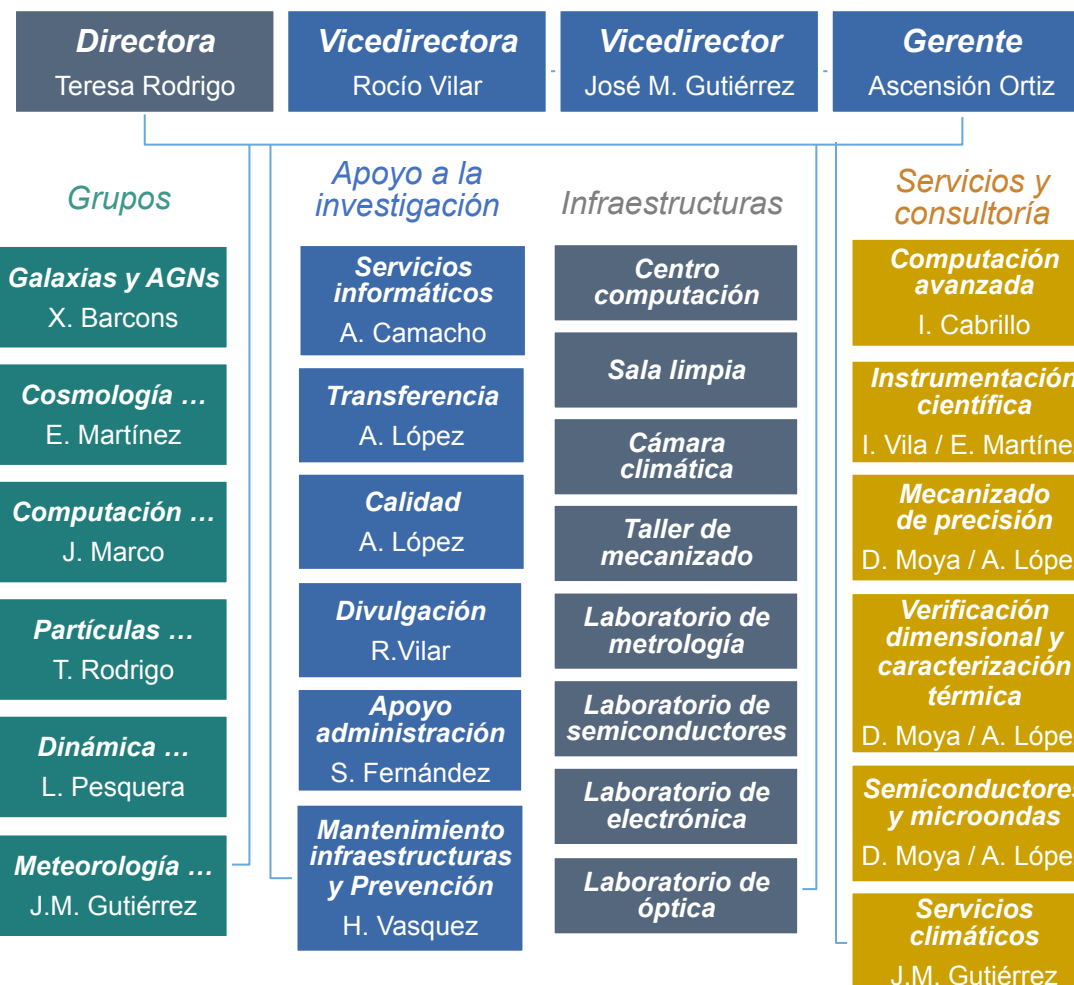 Directora
Teresa Rodrigo
Vicedirectora
Rocío Vilar
Vicedirector
José M. Gutiérrez
Gerente
Ascensión Ortiz
Grupos
Galaxias y AGNs
X. Barcons
Cosmología …
E. Martínez
Computación …
J. Marco
Partículas …
T. Rodrigo
Dinámica …
L. Pesquera
Meteorología …
J.M. Gutiérrez
Apoyo a la
investigación
Servicios
informáticos
A. Camacho
Transferencia
A. López
Calidad
A. López
Divulgación
R.Vilar
Apoyo
administración
S. Fernández
Mantenimiento
infraestructuras
y Prevención
H. Vasquez
Infraestructuras
Centro
computación
Sala limpia
Cámara
climática
Taller de
mecanizado
Laboratorio de
metrología
Laboratorio de
semiconductores
Laboratorio de
electrónica
Laboratorio de
óptica
Servicios y
consultoría
Computación
avanzada
I. Cabrillo
Instrumentación
científica
I. Vila / E. Martínez
Mecanizado
de precisión
D. Moya / A. López
Verificación
dimensional y
caracterización
térmica
D. Moya / A. López
Semiconductores
y microondas
D. Moya / A. López
Servicios
climáticos
J.M. Gutiérrez